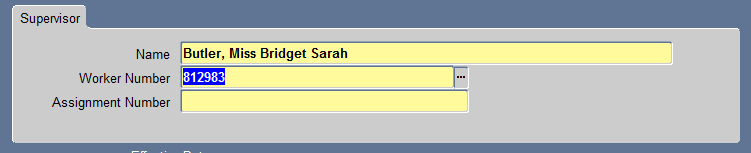 Supervisor
Name Butler, Miss Bridget Sarah
Worker Number 812983 ...
Assignment Number